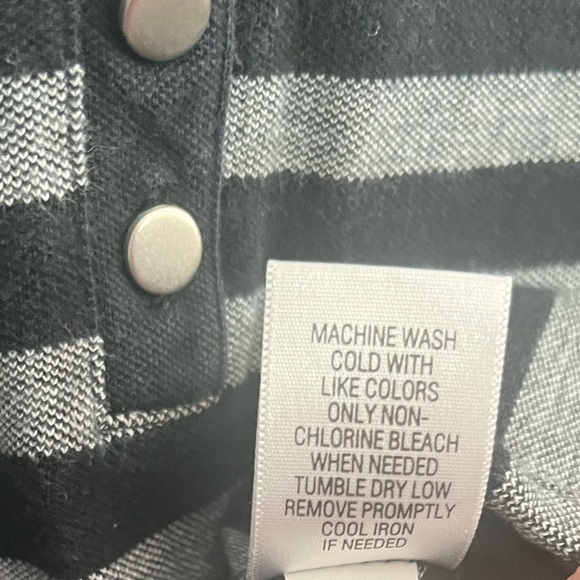 MACHINE WASH
COLD WITH
LIKE COLORS
ONLY NON-
CHLORINE BLEACH
WHEN NEEDED
TUMBLE DRY LOW
REMOVE PROMPTLY
COOL IRON
IF NEEDED